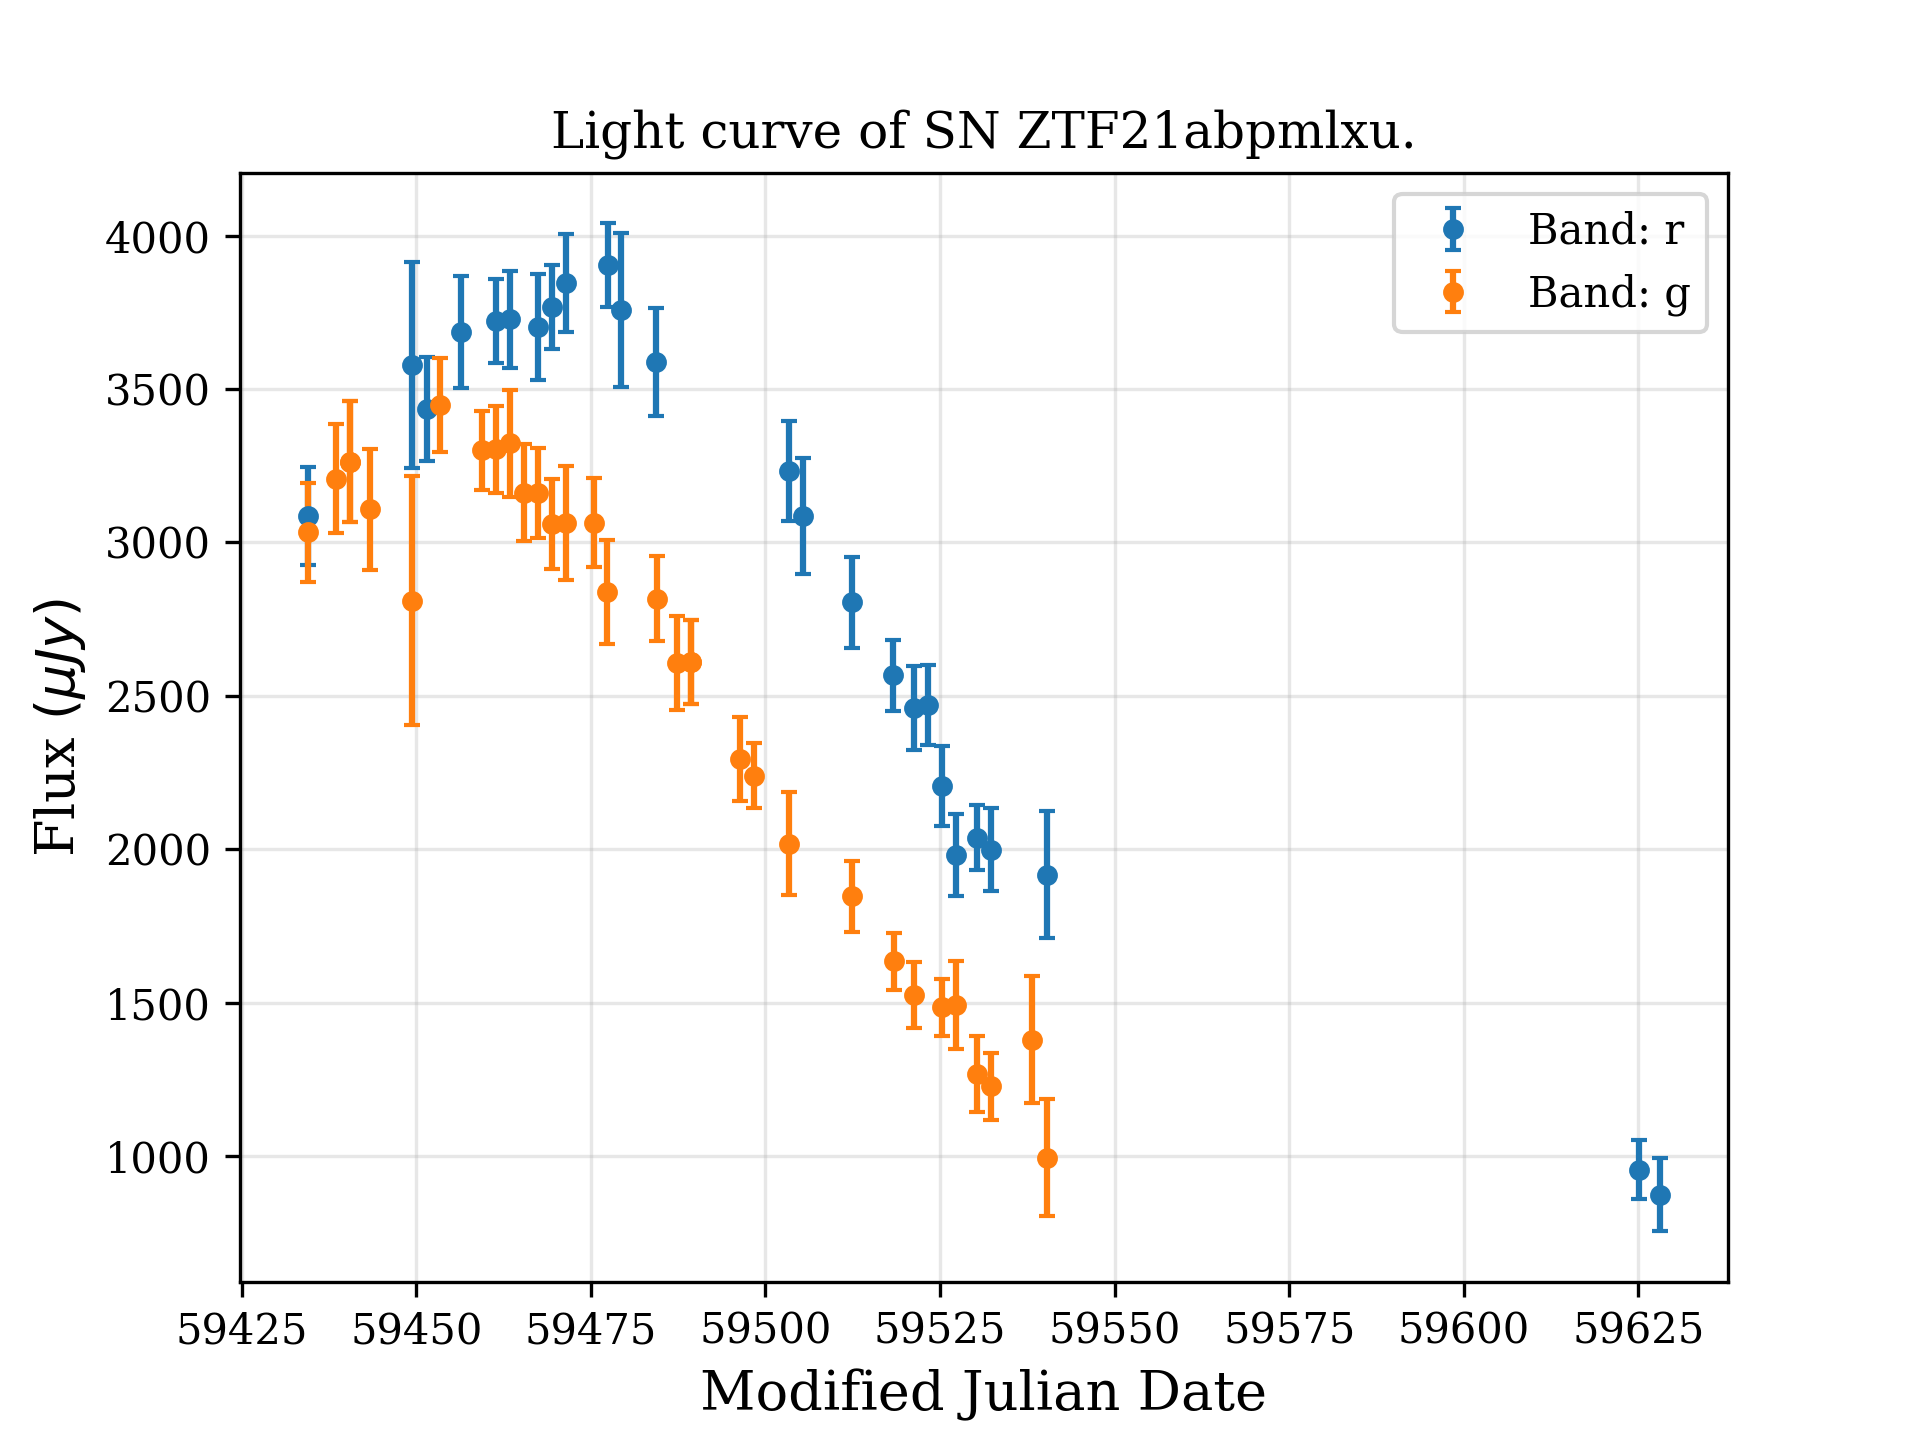 Light curve of SN ZTF21abpmlxu.
Band: r
Band: g
4000
3500
3000
2500
2000
1500
1000
Flux (μJy)
59425 59450 59475 59500 59525 59550 59575 59600 59625
Modified Julian Date